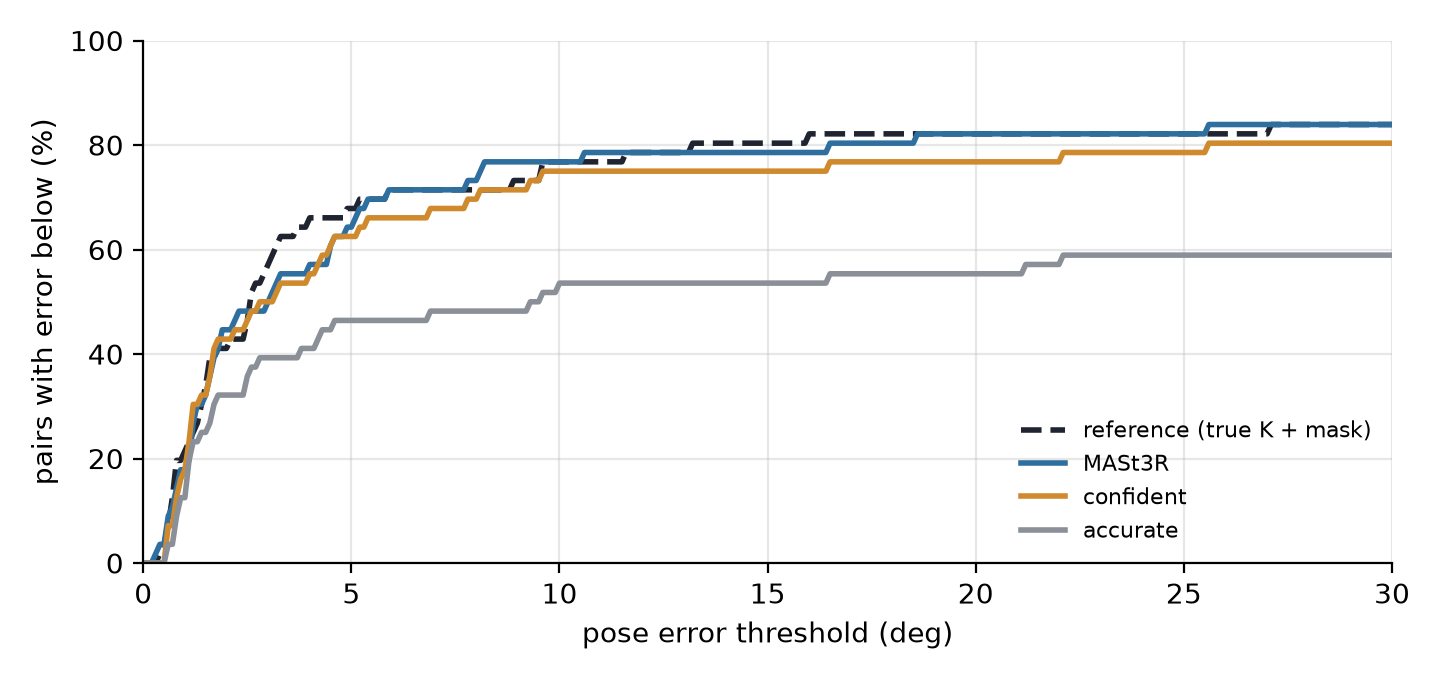 100
80
60
40
20
0
pairs with error below (%)
reference (true K + mask)
MASt3R
confident
accurate
0 5 10 15 20 25 30
pose error threshold (deg)